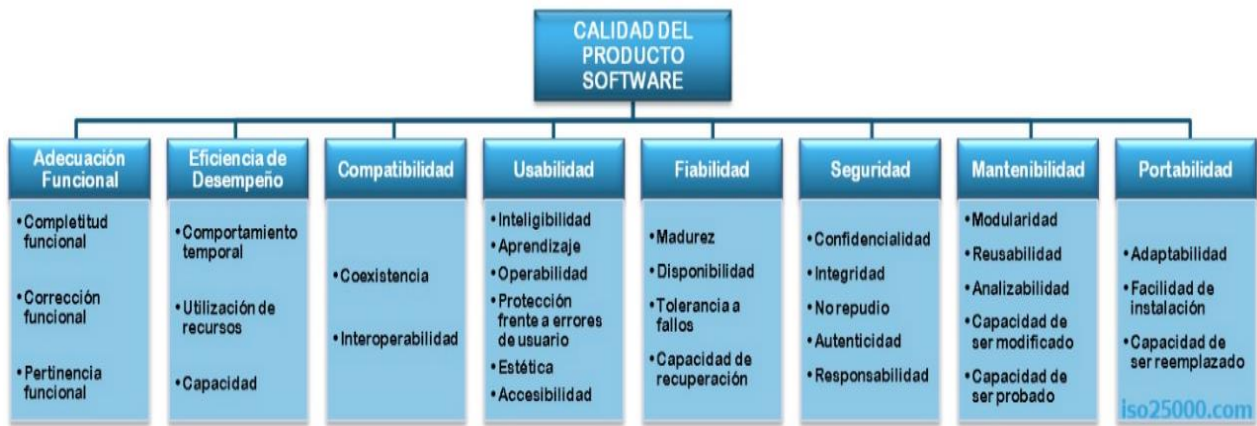 CALIDAD DEL
PRODUCTO
SOFTWARE
Adecuación
Funcional
• Completitud
funcional
• Corrección
funcional
• Pertinencia
funcional
Eficiencia de
Desempeño
• Comportamiento
temporal
• Utilización de
recursos
• Capacidad
Compatibilidad
• Coexistencia
• Interoperabilidad
Usabilidad
• Inteligibilidad
• Aprendizaje
• Operabilidad
• Protección
frente a errores
de usuario
• Estética
• Accesibilidad
Fiabilidad
• Madurez
• Disponibilidad
• Tolerancia a
fallos
• Capacidad de
recuperación
Seguridad
• Confidencialidad
• Integridad
• No repudio
• Autenticidad
• Responsabilidad
Mantenibilidad
• Modularidad
• Reusabilidad
• Analizabilidad
• Capacidad de
ser modificado
• Capacidad de
ser probado
Portabilidad
• Adaptabilidad
• Facilidad de
instalación
• Capacidad de
ser reemplazado
iso25000.com